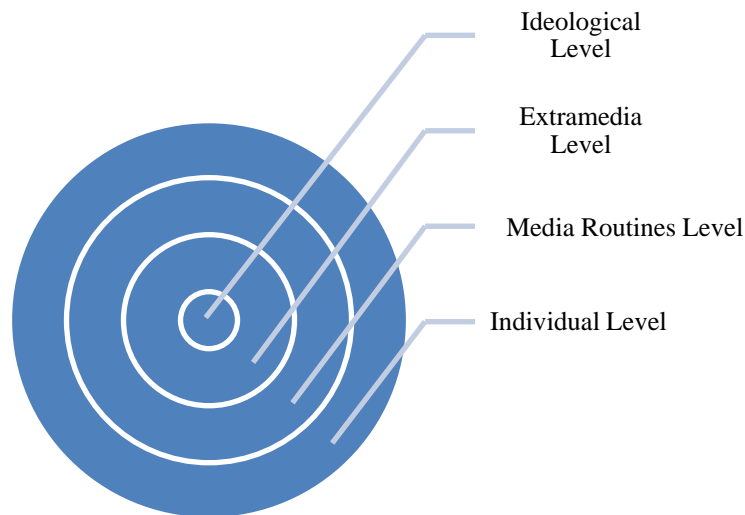 Ideological
Level
Extramedia
Level
Media Routines Level
Individual Level